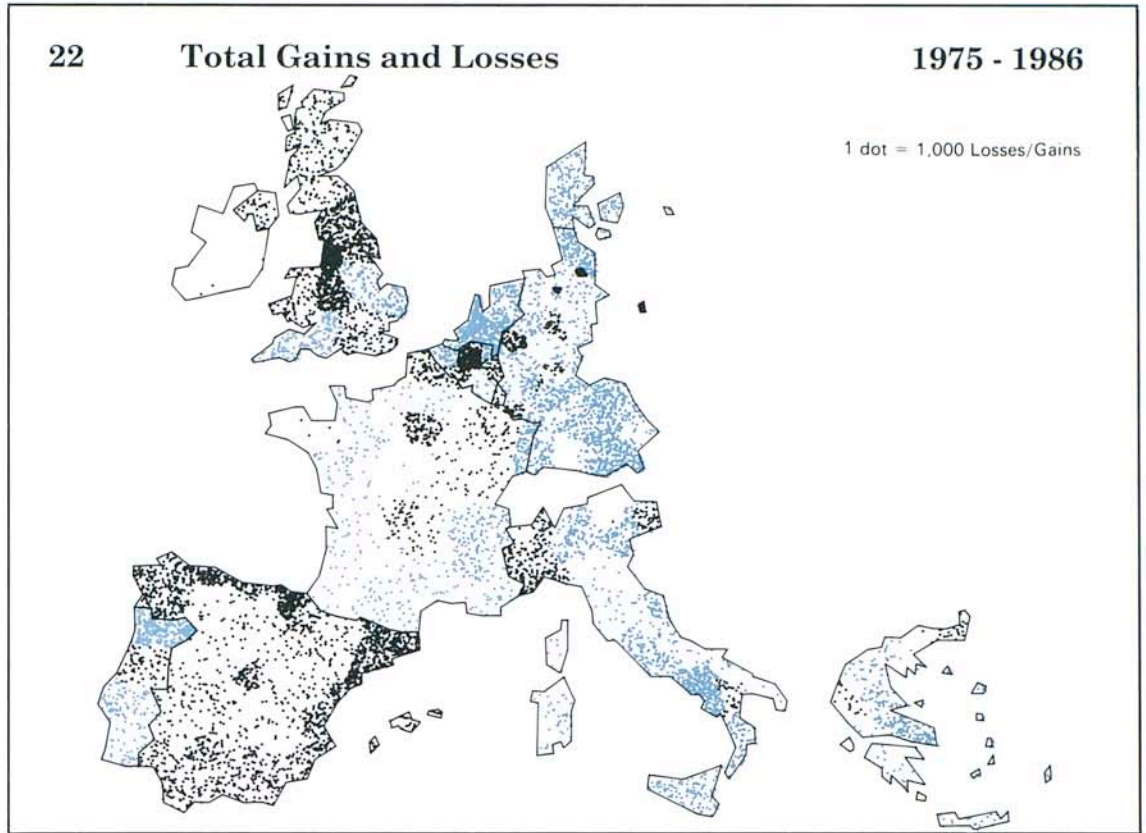 22 Total Gains and Losses 1975 - 1986
1 dot = 1,000 Losses/Gains